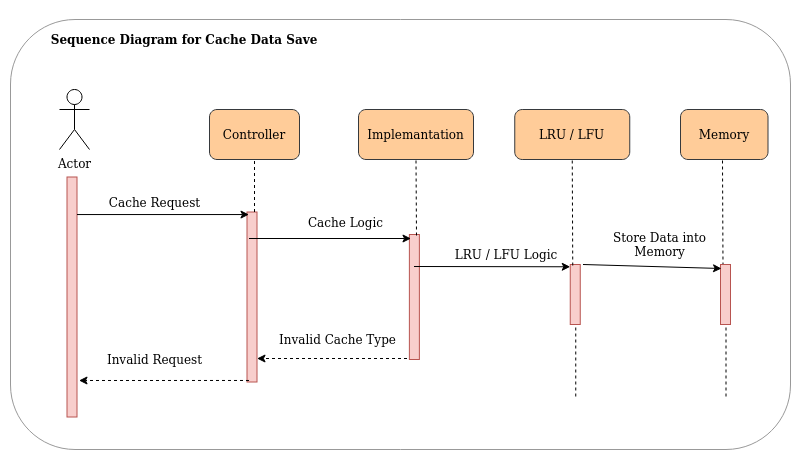 Sequence Diagram for Cache Data Save
Actor
Controller
Implemantation
LRU / LFU
Memory
Cache Request
Cache Logic
LRU / LFU Logic
Store Data into
Memory
Invalid Cache Type
Invalid Request